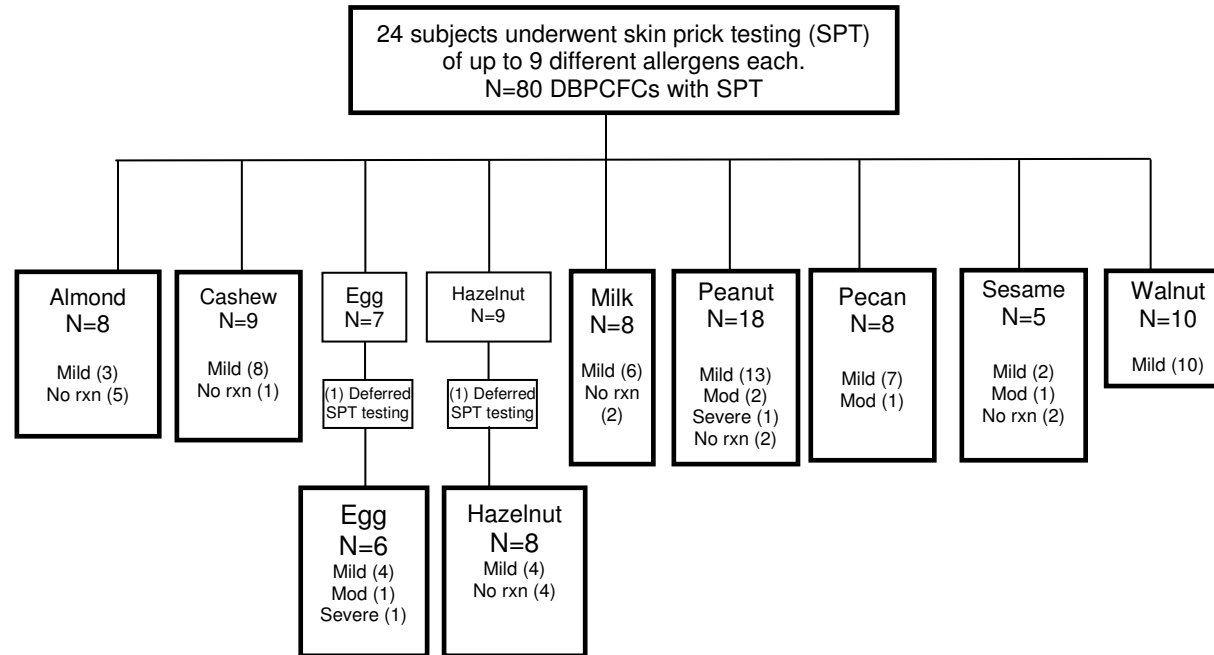 24 subjects underwent skin prick testing (SPT)
of up to 9 different allergens each.
N=80 DBPCFCs with SPT
Almond
N=8
Mild (3)
No rxn (5)
Cashew
N=9
Mild (8)
No rxn (1)
Egg
N=7
(1) Deferred
SPT testing
Egg
N=6
Mild (4)
Mod (1)
Severe (1)
Hazelnut
N=9
(1) Deferred
SPT testing
Hazelnut
N=8
Mild (4)
No rxn (4)
Milk
N=8
Mild (6)
No rxn
(2)
Peanut
N=18
Mild (13)
Mod (2)
Severe (1)
No rxn (2)
Pecan
N=8
Mild (7)
Mod (1)
Sesame
N=5
Mild (2)
Mod (1)
No rxn (2)
Walnut
N=10
Mild (10)